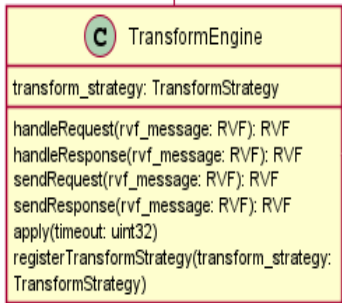 C TransformEngine
transform_strategy: TransformStrategy
handleRequest(rvf_message: RVF): RVF
handleResponse(rvf_message: RVF): RVF
sendRequest(rvf_message: RVF): RVF
sendResponse(rvf_message: RVF): RVF
apply(timeout: uint32)
registerTransformStrategy(transform_strategy:
TransformStrategy)